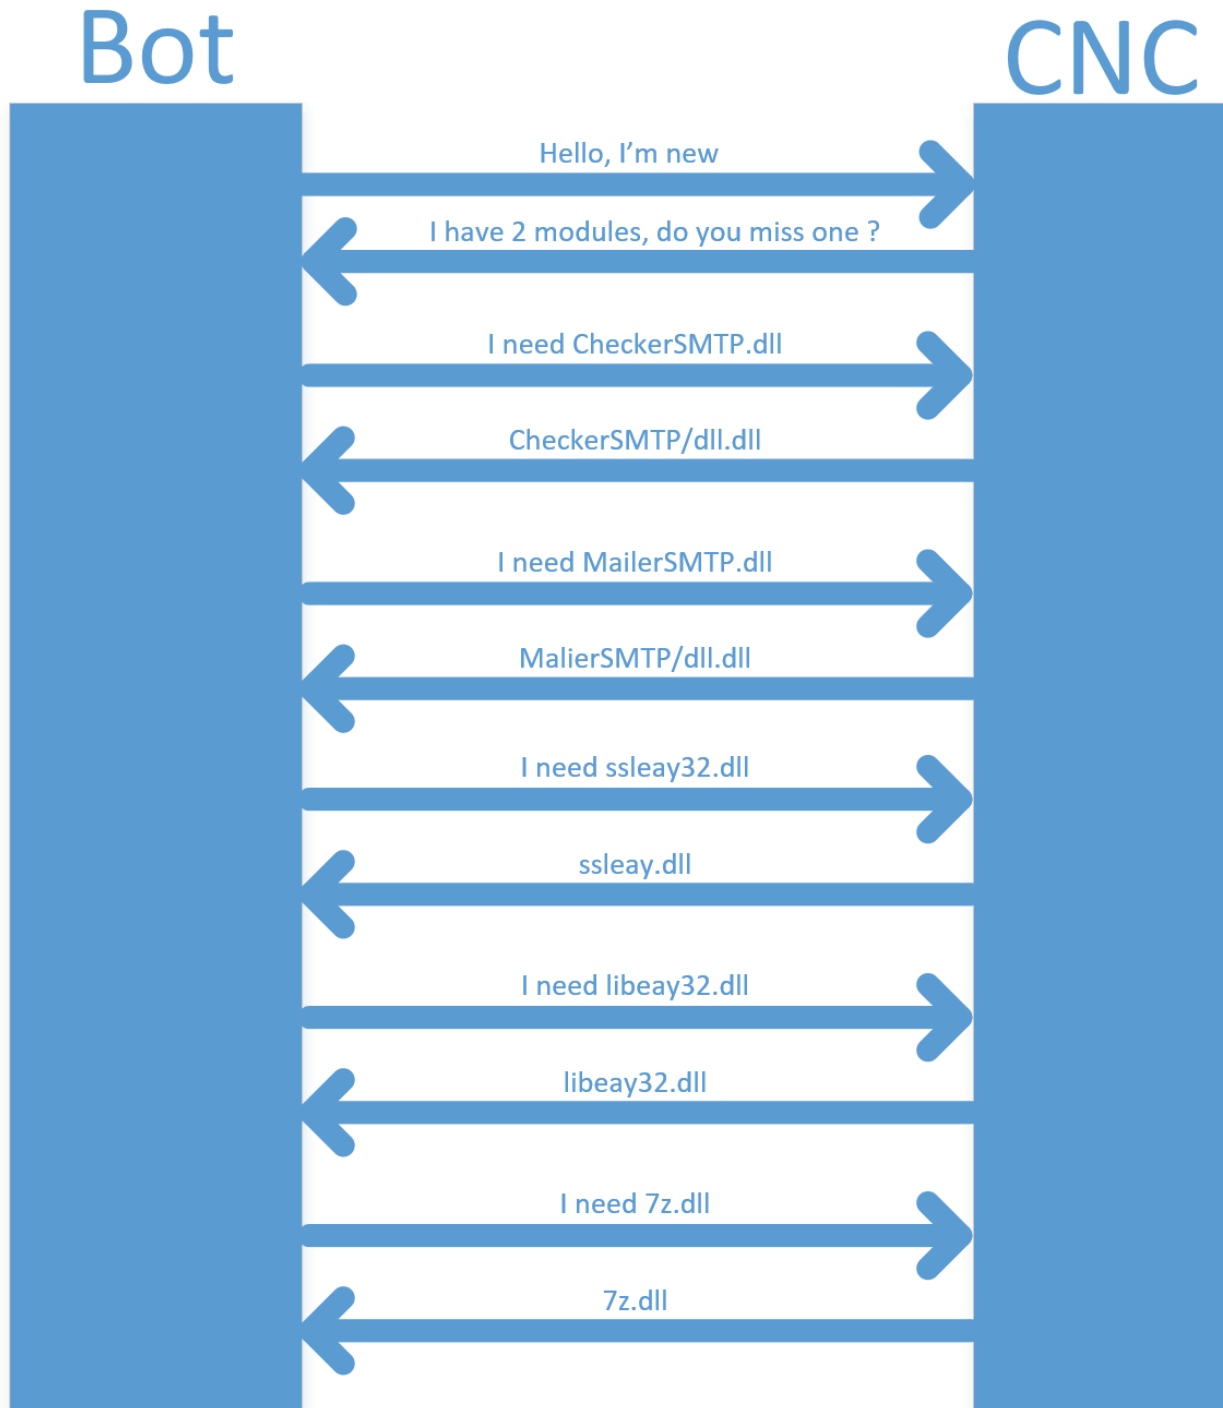 Bot
CNC
Hello, I'm new
I have 2 modules, do you miss one ?
I need CheckerSMTP.dll
CheckerSMTP/dll.dll
I need MailerSMTP.dll
MalierSMTP/dll.dll
I need ssleay32.dll
ssleay.dll
I need libeay32.dll
libeay32.dll
I need 7z.dll
7z.dll